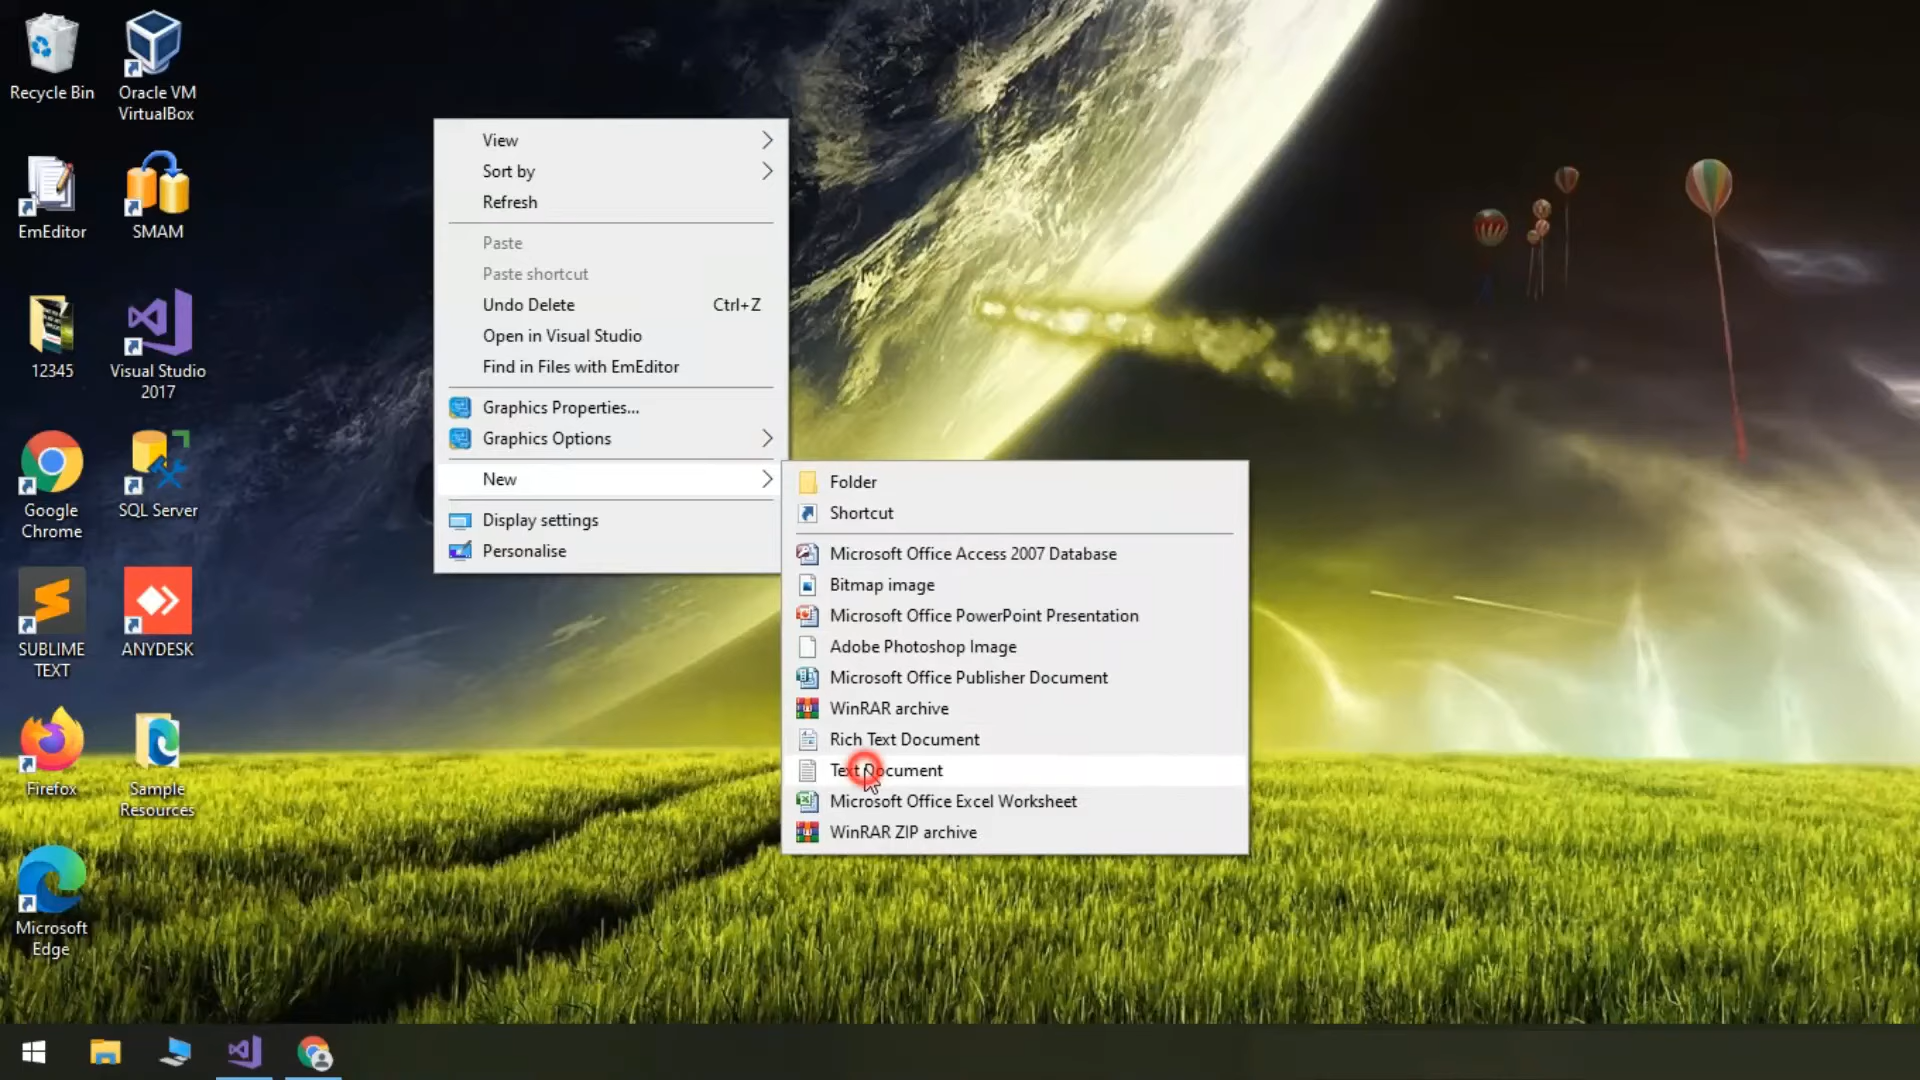 Recycle Bin
Oracle VM
VirtualBox
EmEditor
SMAM
12345
Visual Studio
2017
Google
Chrome
SQL Server
SUBLIME
TEXT
ANYDESK
Firefox
Sample
Resources
Microsoft
Edge
View
Sort by
Refresh
Paste
Paste shortcut
Undo Delete Ctrl+Z
Open in Visual Studio
Find in Files with EmEditor
Graphics Properties...
Graphics Options
New
Display settings
Personalise
Folder
Shortcut
Microsoft Office Access 2007 Database
Bitmap image
Microsoft Office PowerPoint Presentation
Adobe Photoshop Image
Microsoft Office Publisher Document
WinRAR archive
Rich Text Document
Text Document
Microsoft Office Excel Worksheet
WinRAR ZIP archive